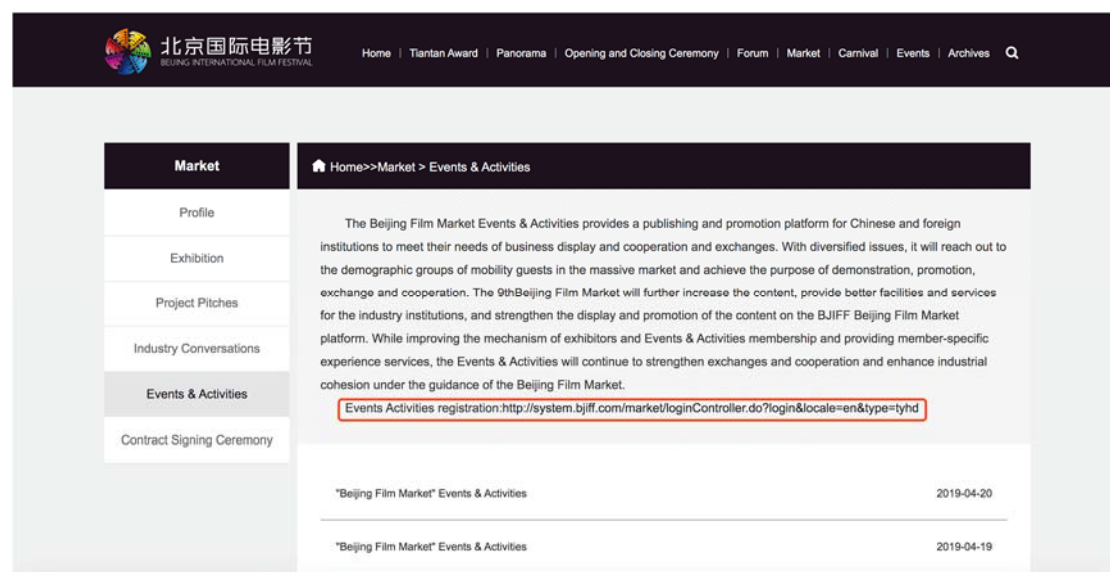 北京国际电影节
BEIJING INTERNATIONAL FILM FESTIVAL
Home | Tiantan Award | Panorama | Opening and Closing Ceremony | Forum | Market | Carnival | Events | Archives
Market
Profile
Exhibition
Project Pitches
Industry Conversations
Events & Activities
Contract Signing Ceremony
Home>>Market > Events & Activities
The Beijing Film Market Events & Activities provides a publishing and promotion platform for Chinese and foreign
institutions to meet their needs of business display and cooperation and exchanges. With diversified issues, it will reach out to
the demographic groups of mobility guests in the massive market and achieve the purpose of demonstration, promotion,
exchange and cooperation. The 9thBeijing Film Market will further increase the content, provide better facilities and services
for the industry institutions, and strengthen the display and promotion of the content on the BJIFF Beijing Film Market
platform. While improving the mechanism of exhibitors and Events & Activities membership and providing member-specific
experience services, the Events & Activities will continue to strengthen exchanges and cooperation and enhance industrial
cohesion under the guidance of the Beijing Film Market.
Events Activities registration:http://system.bjiff.com/market/loginController.do?login&locale=en&type=tyhd
"Beijing Film Market" Events & Activities 2019-04-20
"Beijing Film Market" Events & Activities 2019-04-19